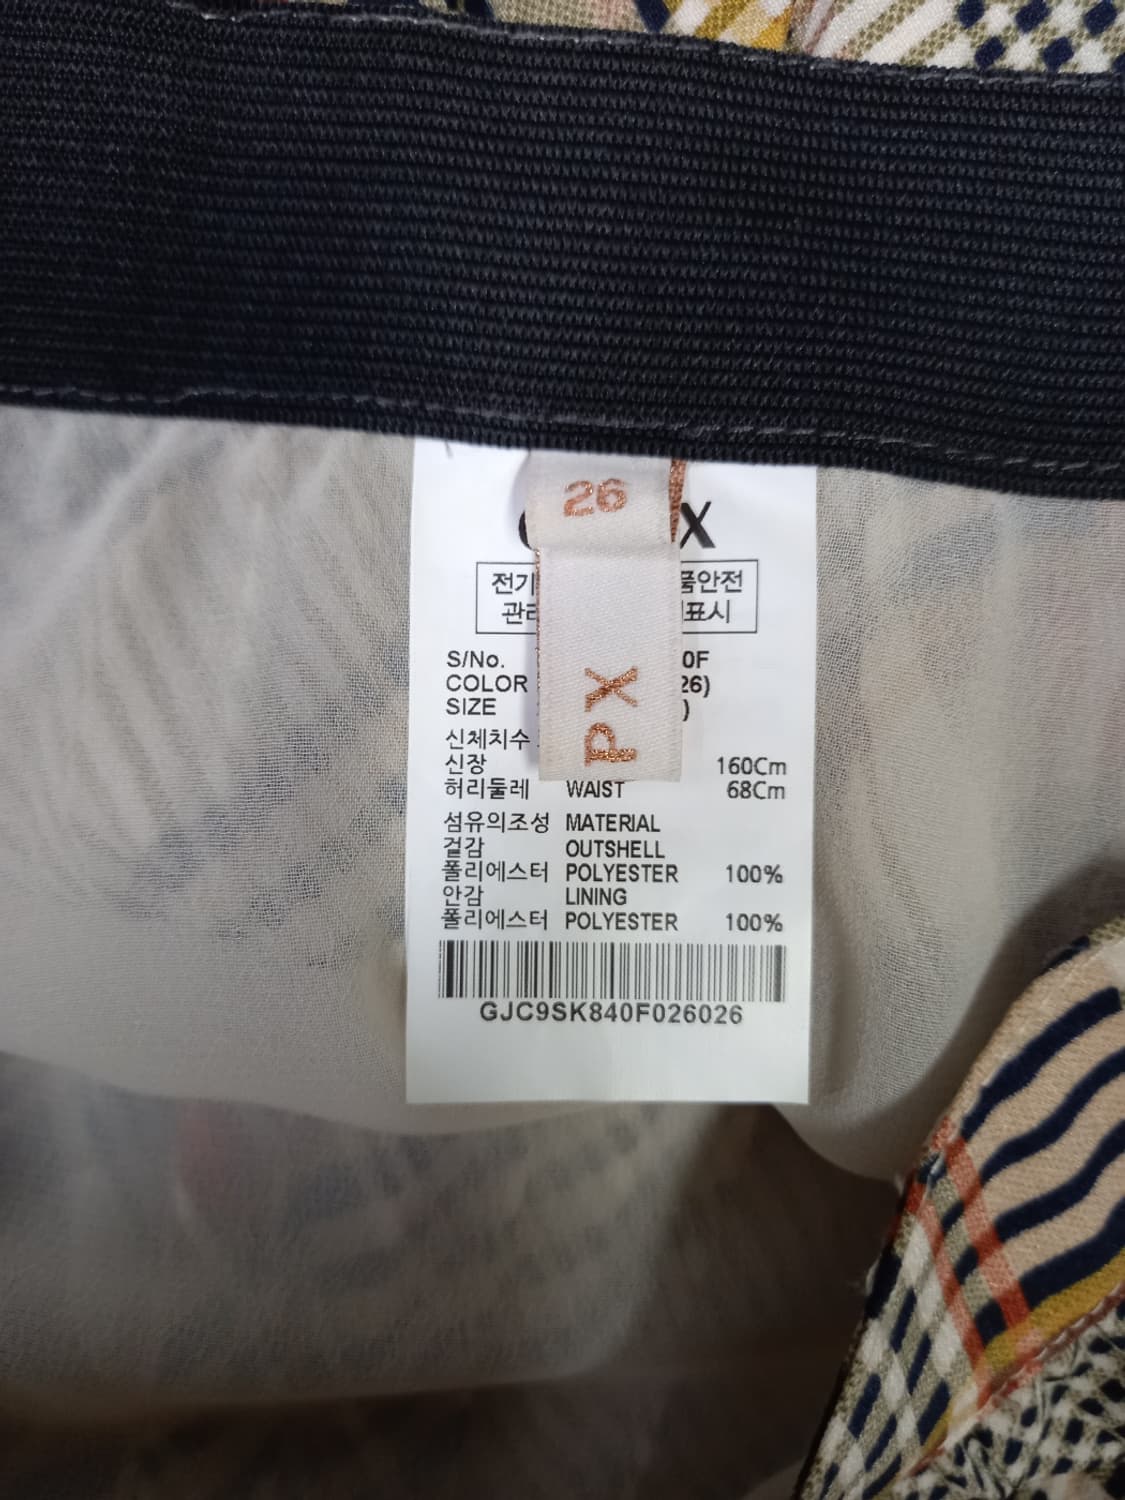 26
X
PX
전기 품안전
관리 표시
S/No. 0F
COLOR 26)
SIZE )
신체치수
신장 160Cm
허리둘레 WAIST 68Cm
섬유의조성 MATERIAL
겉감 OUTSHELL
폴리에스터 POLYESTER 100%
안감 LINING
폴리에스터 POLYESTER 100%
GJC9SK840F026026